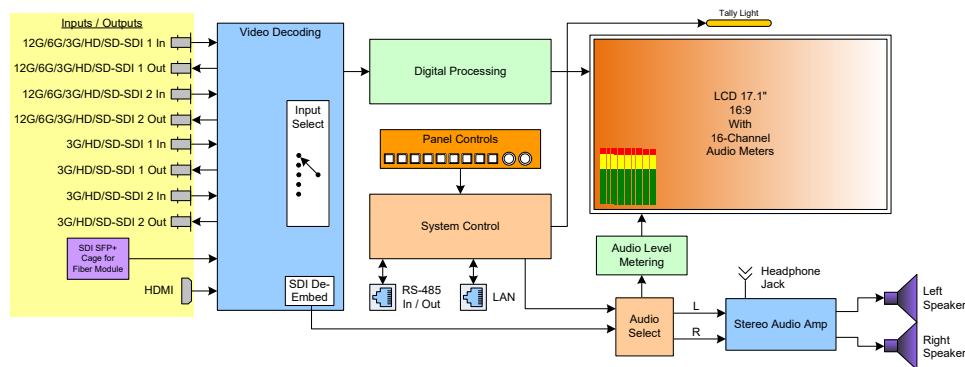 Inputs / Outputs
12G/6G/3G/HD/SD-SDI 1 In
12G/6G/3G/HD/SD-SDI 1 Out
12G/6G/3G/HD/SD-SDI 2 In
12G/6G/3G/HD/SD-SDI 2 Out
3G/HD/SD-SDI 1 In
3G/HD/SD-SDI 1 Out
3G/HD/SD-SDI 2 In
3G/HD/SD-SDI 2 Out
SDI SFP+
Cage for
Fiber Module
HDMI
Video Decoding
Input
Select
SDI De-
Embed
Digital Processing
Panel Controls
System Control
RS-485
In / Out
LAN
Tally Light
LCD 17.1"
16:9
With
16-Channel
Audio Meters
Audio Level
Metering
Audio
Select
L
R
Headphone
Jack
Stereo Audio Amp
Left
Speaker
Right
Speaker